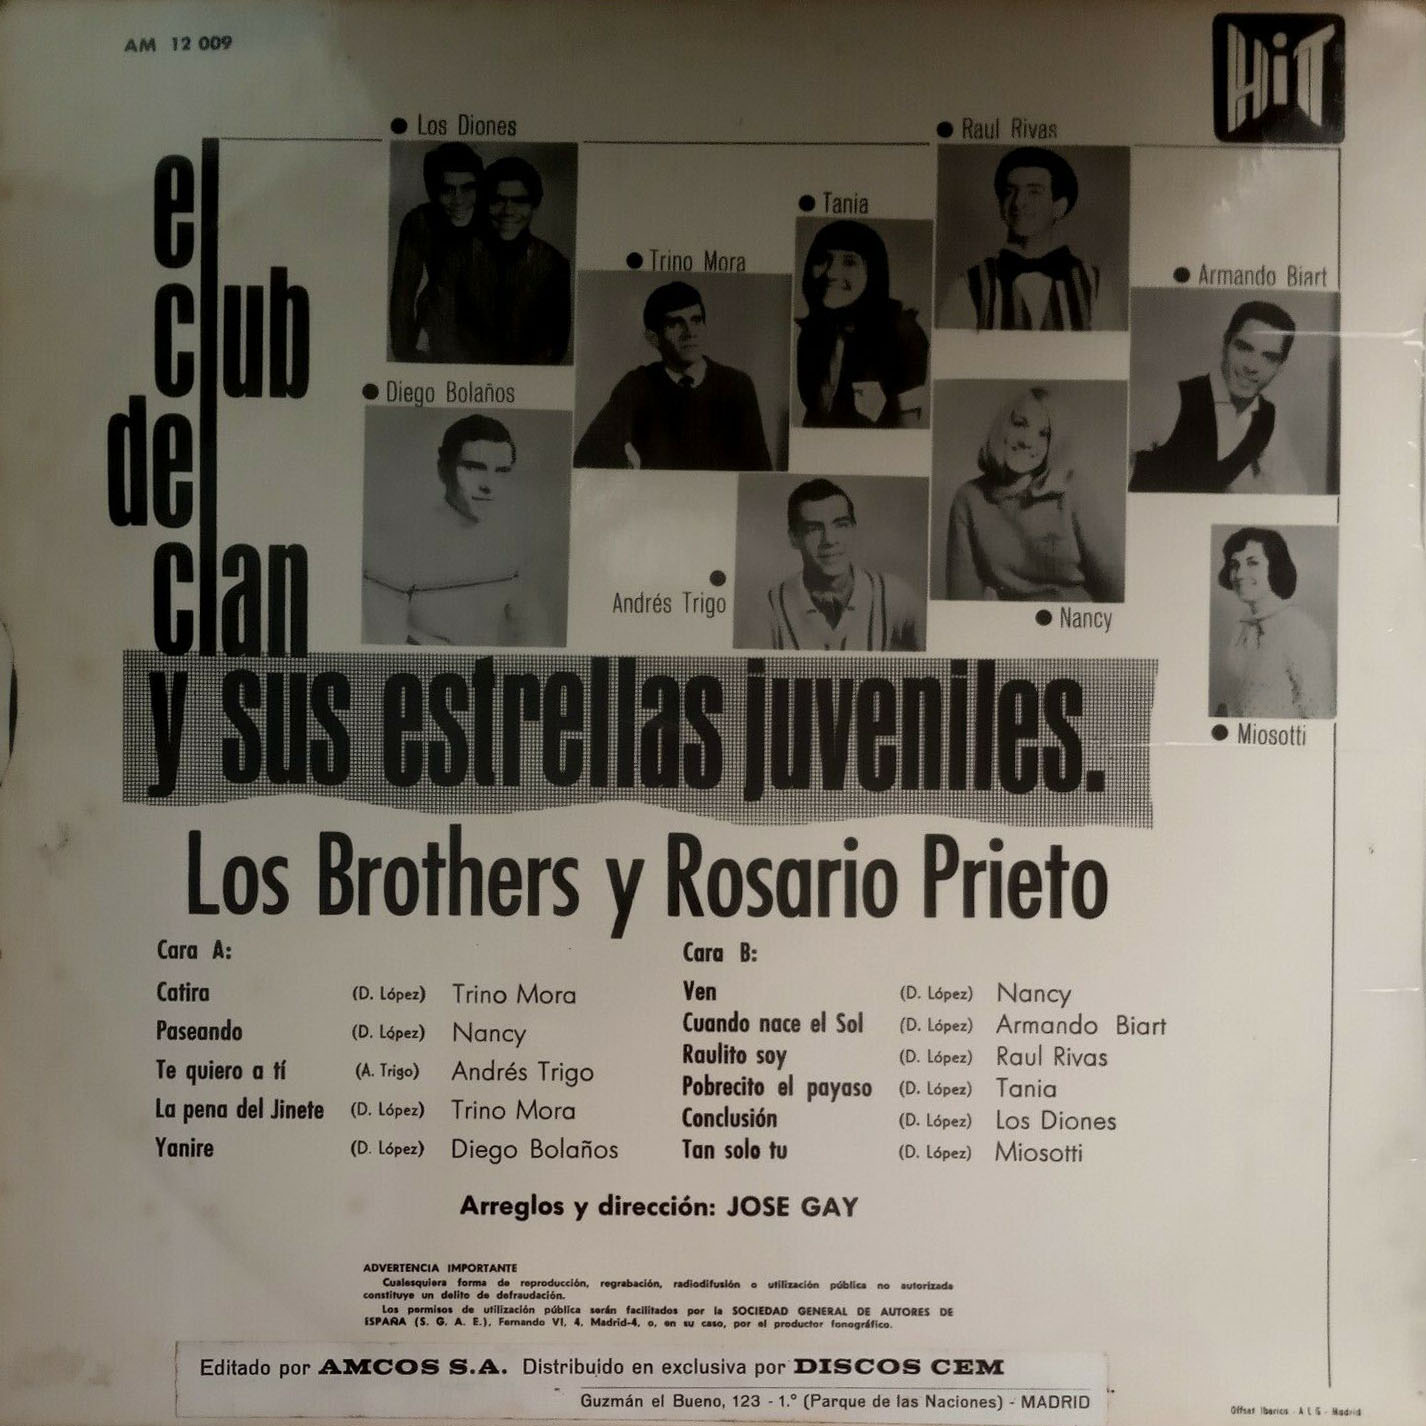 AM 12 009
HiT
Los Diones
Raul Rivas
Tania
Trino Mora
Armando Biart
Diego Bolaños
Andrés Trigo
Nancy
Miosotti
el
club
del
clan
y sus estrellas juveniles.
Los Brothers y Rosario Prieto
Cara A:
Catira (D. López) Trino Mora
Paseando (D. López) Nancy
Te quiero a tí (A. Trigo) Andrés Trigo
La pena del Jinete (D. López) Trino Mora
Yanire (D. López) Diego Bolaños
Cara B:
Ven (D. López) Nancy
Cuando nace el Sol (D. López) Armando Biart
Raulito soy (D. López) Raul Rivas
Pobrecito el payaso (D. López) Tania
Conclusión (D. López) Los Diones
Tan solo tu (D. López) Miosotti
Arreglos y dirección: JOSE GAY
ADVERTENCIA IMPORTANTE
Cualesquiera forma de reproducción, regrabación, radiodifusión o utilización pública no autorizada
constituye un delito de defraudación.
Los permisos de utilización pública serán facilitados por la SOCIEDAD GENERAL DE AUTORES DE
ESPAÑA (S. G. A. E.), Fernando VI, 4, Madrid-4, o, en su caso, por el productor fonográfico.
Editado por AMCOS S.A. Distribuido en exclusiva por DISCOS CEM
Guzmán el Bueno, 123 - 1.° (Parque de las Naciones) - MADRID
Offset Iberica - A L G - Madrid